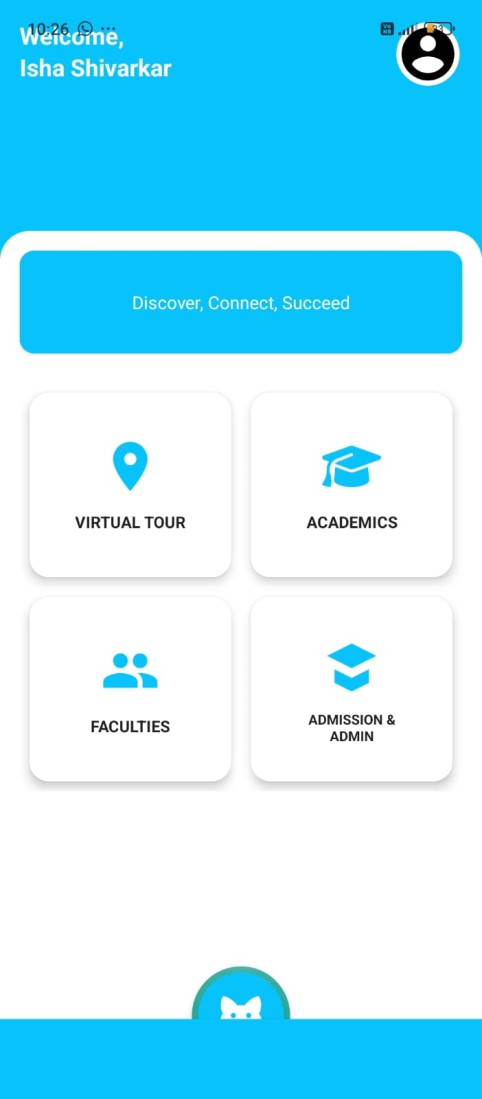 10:26
Welcome,
Isha Shivarkar
Discover, Connect, Succeed
VIRTUAL TOUR
ACADEMICS
FACULTIES
ADMISSION &
ADMIN